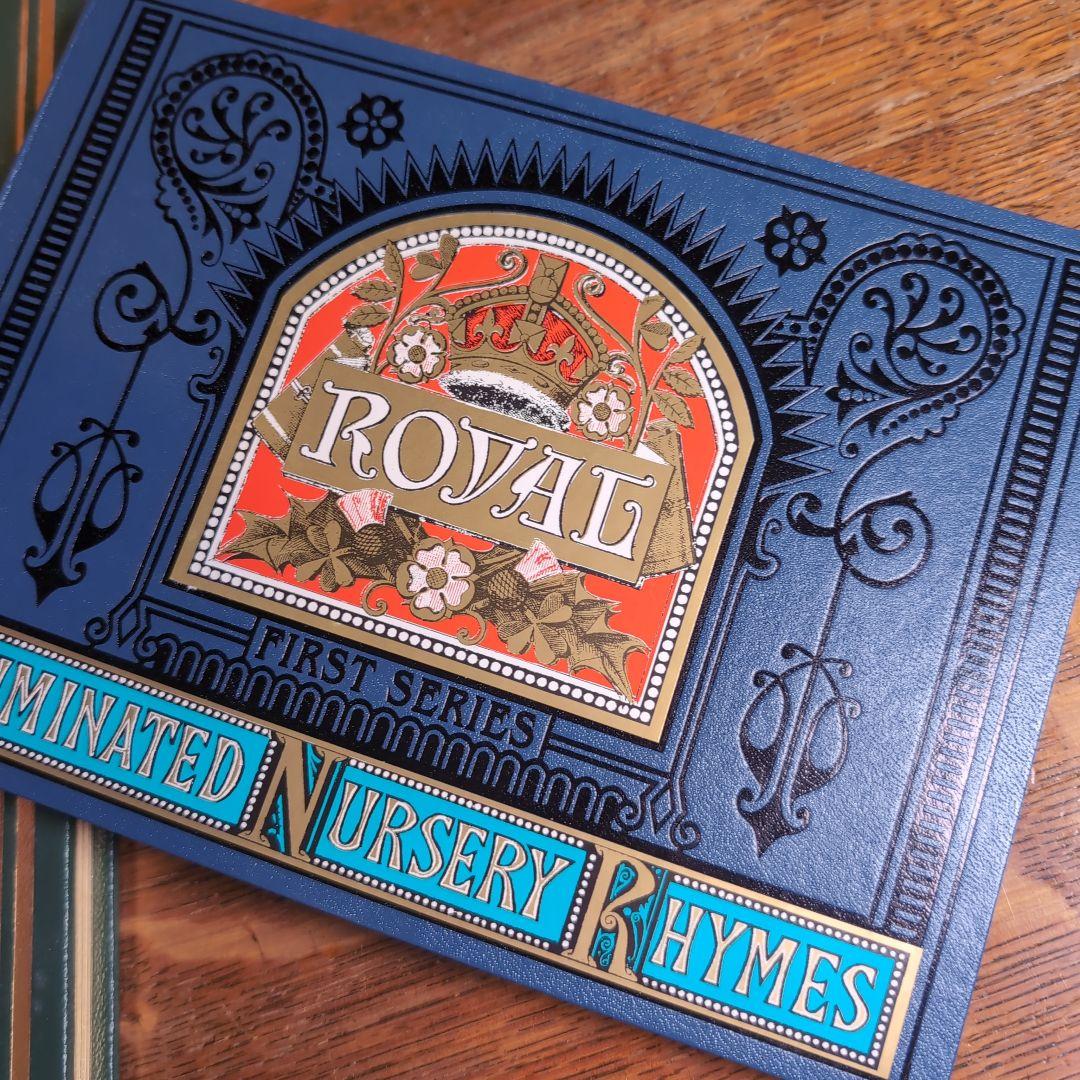 ROYAL
FIRST SERIES
MINATED NURSERY RHYMES